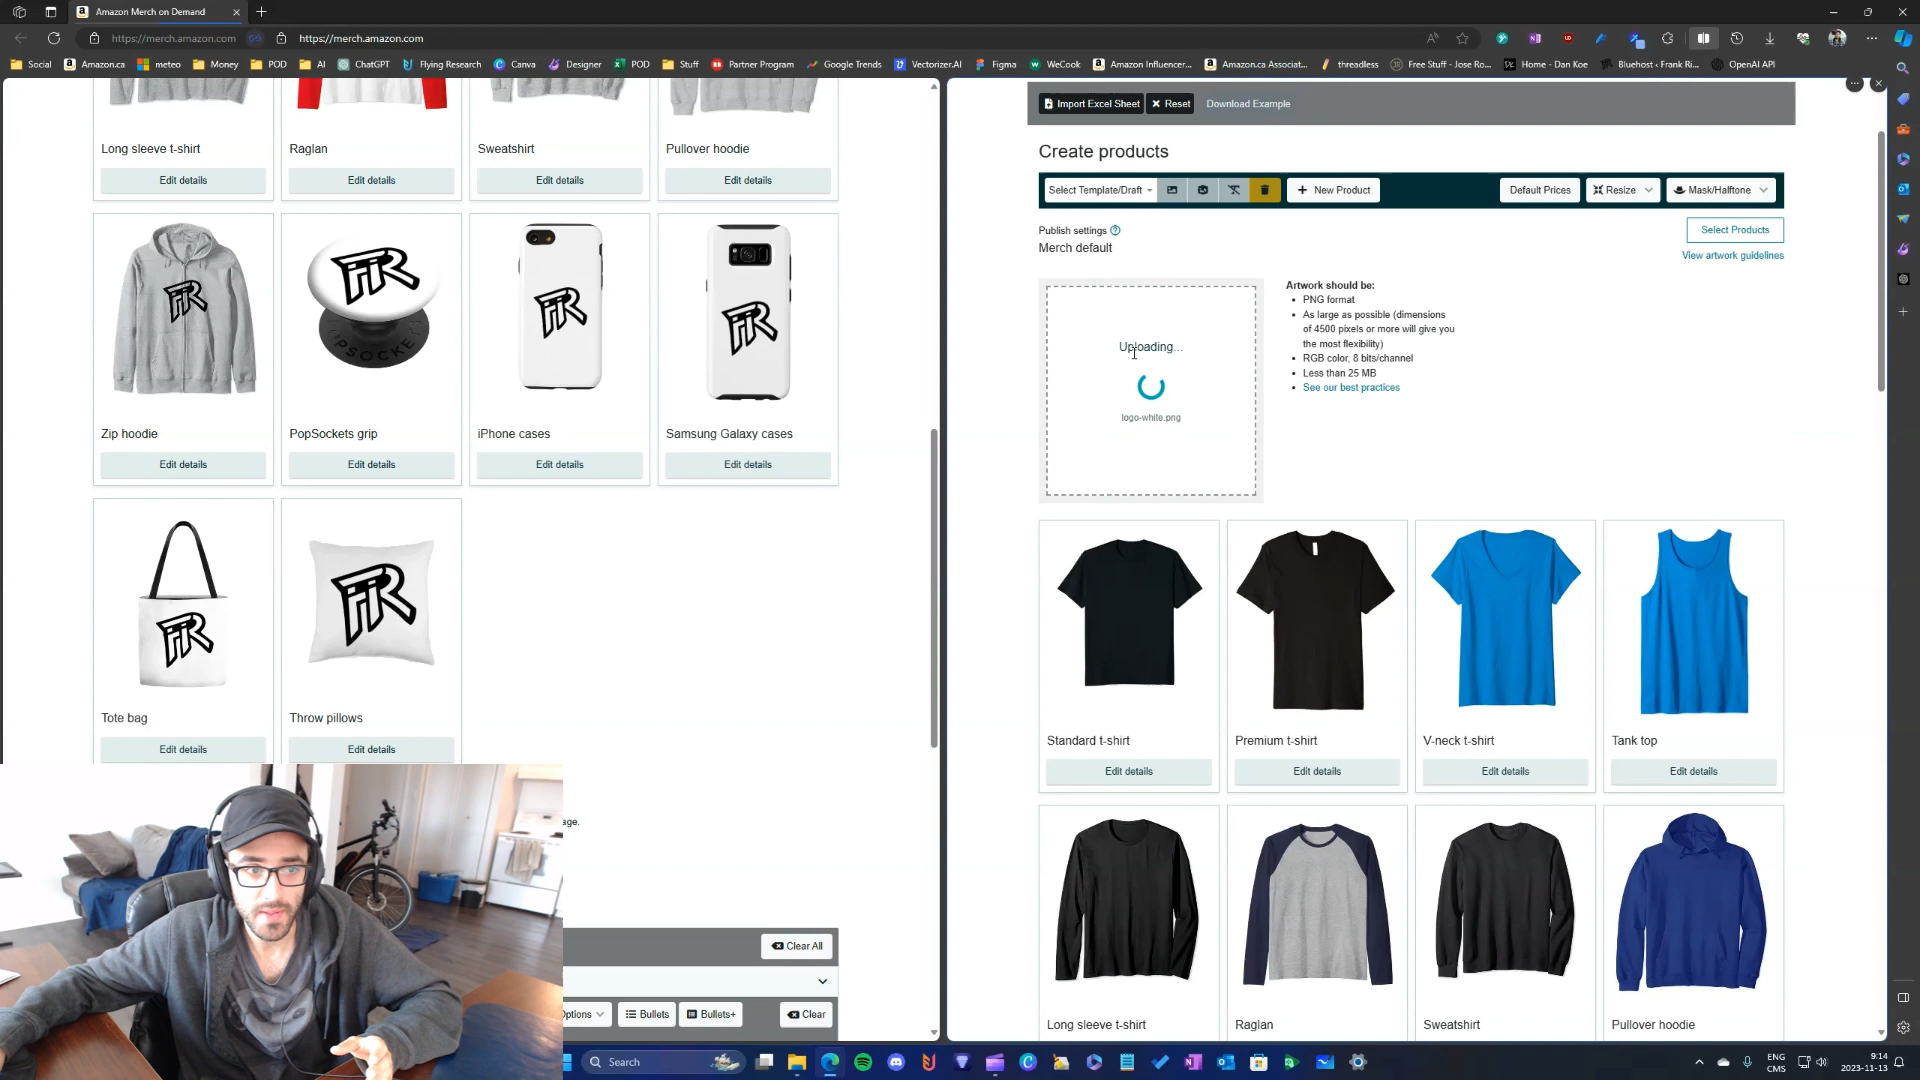 Amazon Merch on Demand
https://merch.amazon.com
https://merch.amazon.com
Social
Amazon.ca
meteo
Money
POD
AI
ChatGPT
Flying Research
Canva
Designer
POD
Stuff
Partner Program
Google Trends
Vectorizer.AI
Figma
WeCook
Amazon Influencer...
Amazon.ca Associat...
threadless
Free Stuff - Jose Ro...
Home - Dan Koe
Bluehost ‹ Frank Ri...
OpenAI API
Long sleeve t-shirt
Raglan
Sweatshirt
Pullover hoodie
Edit details
Edit details
Edit details
Edit details
Zip hoodie
PopSockets grip
iPhone cases
Samsung Galaxy cases
Edit details
Edit details
Edit details
Edit details
Tote bag
Throw pillows
Edit details
Edit details
age.
Clear All
Options
Bullets
Bullets+
Clear
Import Excel Sheet
Reset
Download Example
Create products
Select Template/Draft
New Product
Default Prices
Resize
Mask/Halftone
Publish settings
Merch default
Select Products
View artwork guidelines
Uploading...
logo-white.png
Artwork should be:
PNG format
As large as possible (dimensions
of 4500 pixels or more will give you
the most flexibility)
RGB color, 8 bits/channel
Less than 25 MB
See our best practices
Standard t-shirt
Premium t-shirt
V-neck t-shirt
Tank top
Edit details
Edit details
Edit details
Edit details
Long sleeve t-shirt
Raglan
Sweatshirt
Pullover hoodie
Search
ENG
CMS
9:14
2023-11-13